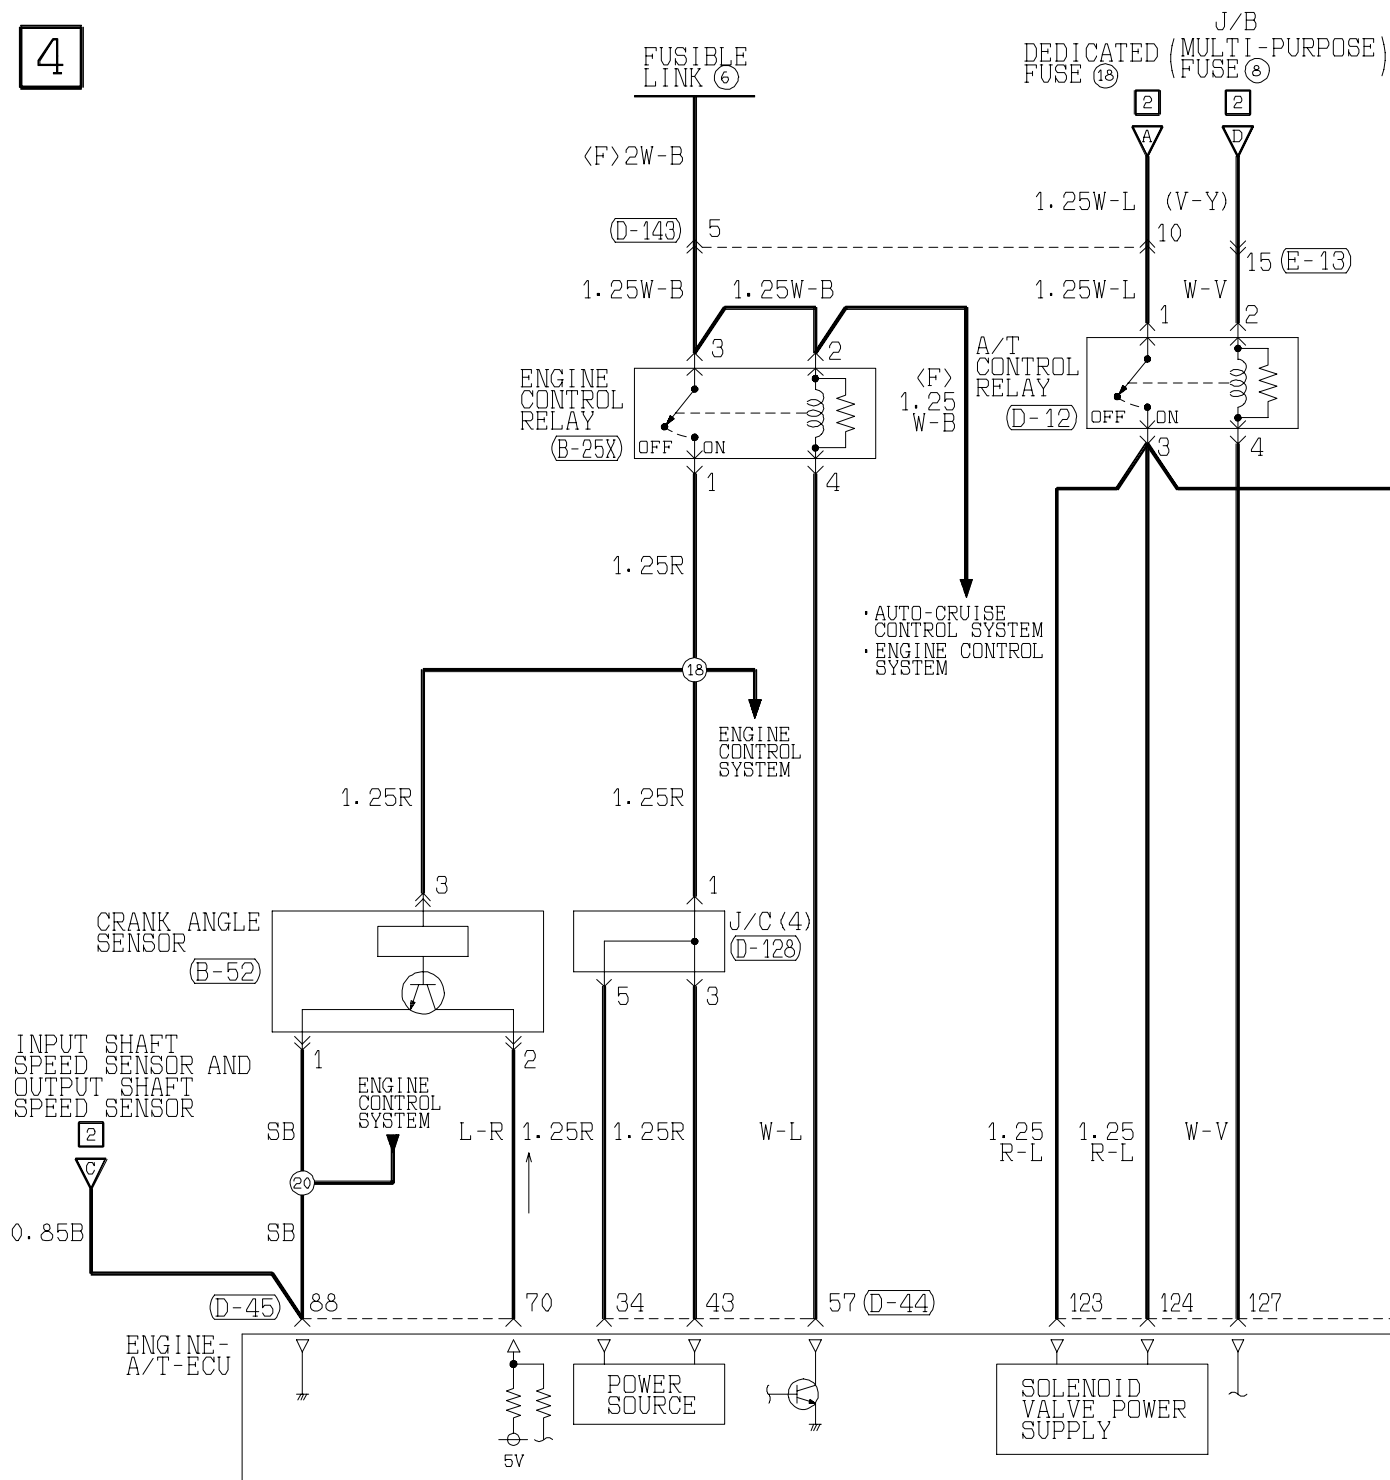 4
J/B
FUSIBLE
LINK 6
DEDICATED
FUSE 18
(MULTI-PURPOSE)
FUSE 8
2
2
A
D
<F>2W-B
1.25W-L
(V-Y)
(D-143)
5
10
15
(E-13)
1.25W-B
1.25W-B
1.25W-L
W-V
1
2
3
2
A/T
CONTROL
RELAY
(D-12)
ENGINE
CONTROL
RELAY
(B-25X)
<F>
1.25
W-B
OFF
ON
OFF
ON
3
4
1
4
1.25R
· AUTO-CRUISE
CONTROL SYSTEM
· ENGINE CONTROL
SYSTEM
18
ENGINE
CONTROL
SYSTEM
1.25R
1.25R
3
1
CRANK ANGLE
SENSOR
(B-52)
J/C(4)
(D-128)
5
3
1
2
INPUT SHAFT
SPEED SENSOR AND
OUTPUT SHAFT
SPEED SENSOR
2
C
ENGINE
CONTROL
SYSTEM
SB
L-R
1.25R
1.25R
W-L
1.25
R-L
1.25
R-L
W-V
20
0.85B
SB
(D-45)
88
70
34
43
57
(D-44)
123
124
127
ENGINE-
A/T-ECU
POWER
SOURCE
SOLENOID
VALVE POWER
SUPPLY
5V